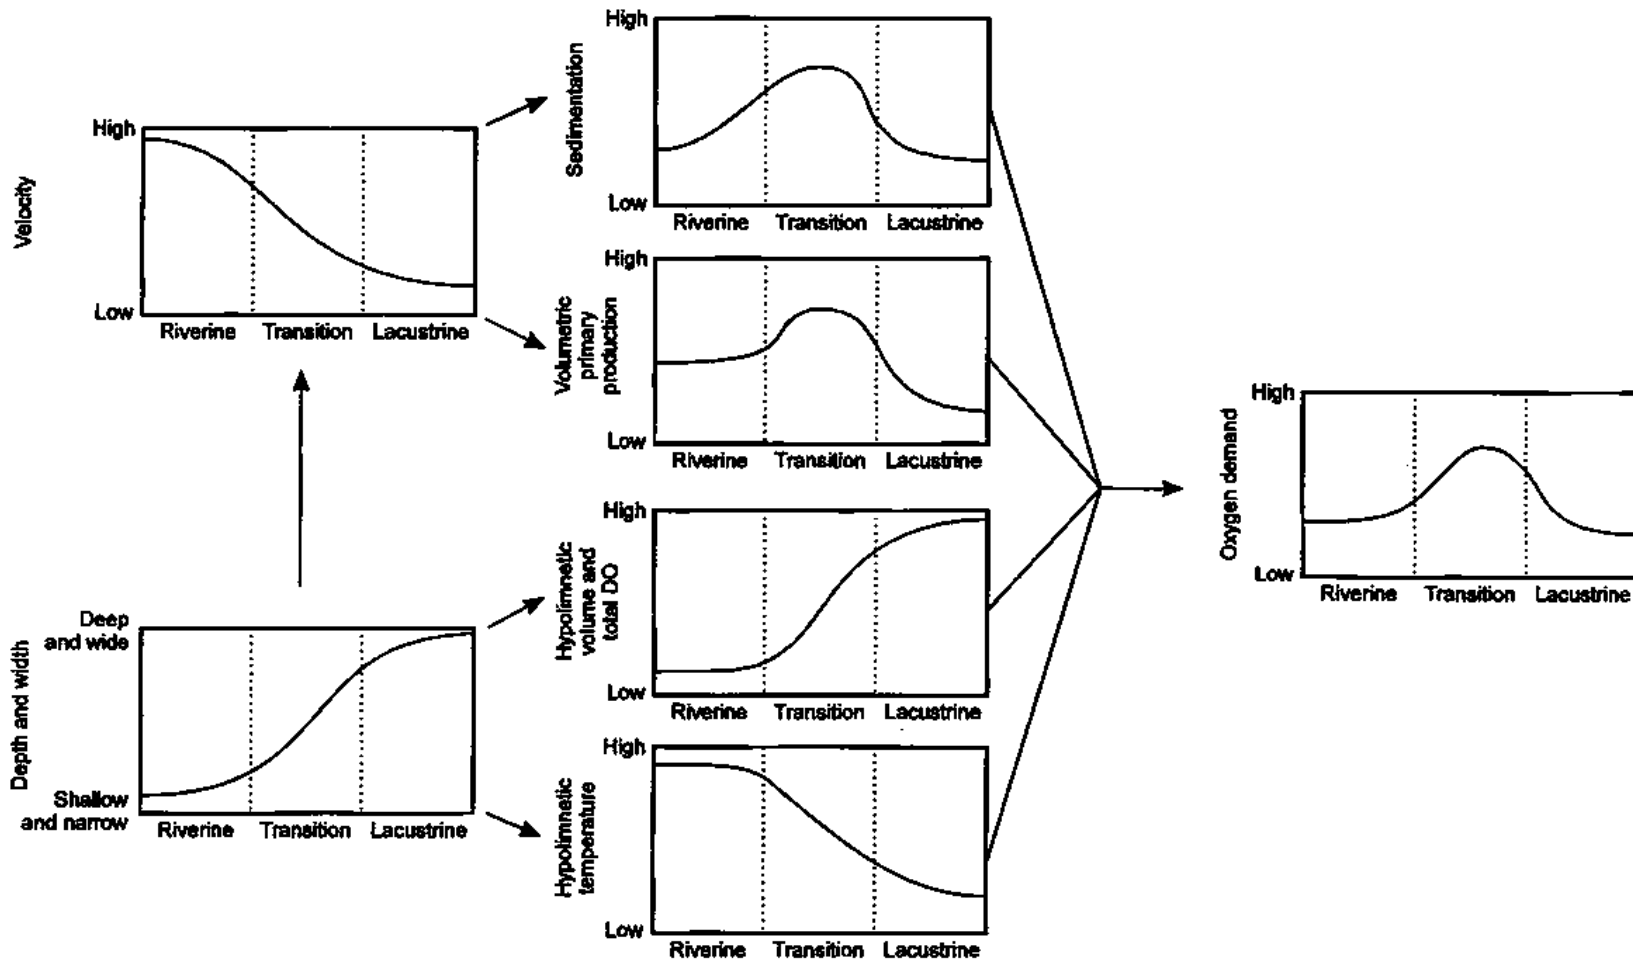 High
Velocity
Low
Riverine Transition Lacustrine
Deep
and wide
Depth and width
Shallow
and narrow
Riverine Transition Lacustrine
High
Sedimentation
Low
Riverine Transition Lacustrine
High
Volumetric
primary
production
Low
Riverine Transition Lacustrine
High
Hypolimnetic
volume and
total DO
Low
Riverine Transition Lacustrine
High
Hypolimnetic
temperature
Low
Riverine Transition Lacustrine
High
Oxygen demand
Low
Riverine Transition Lacustrine